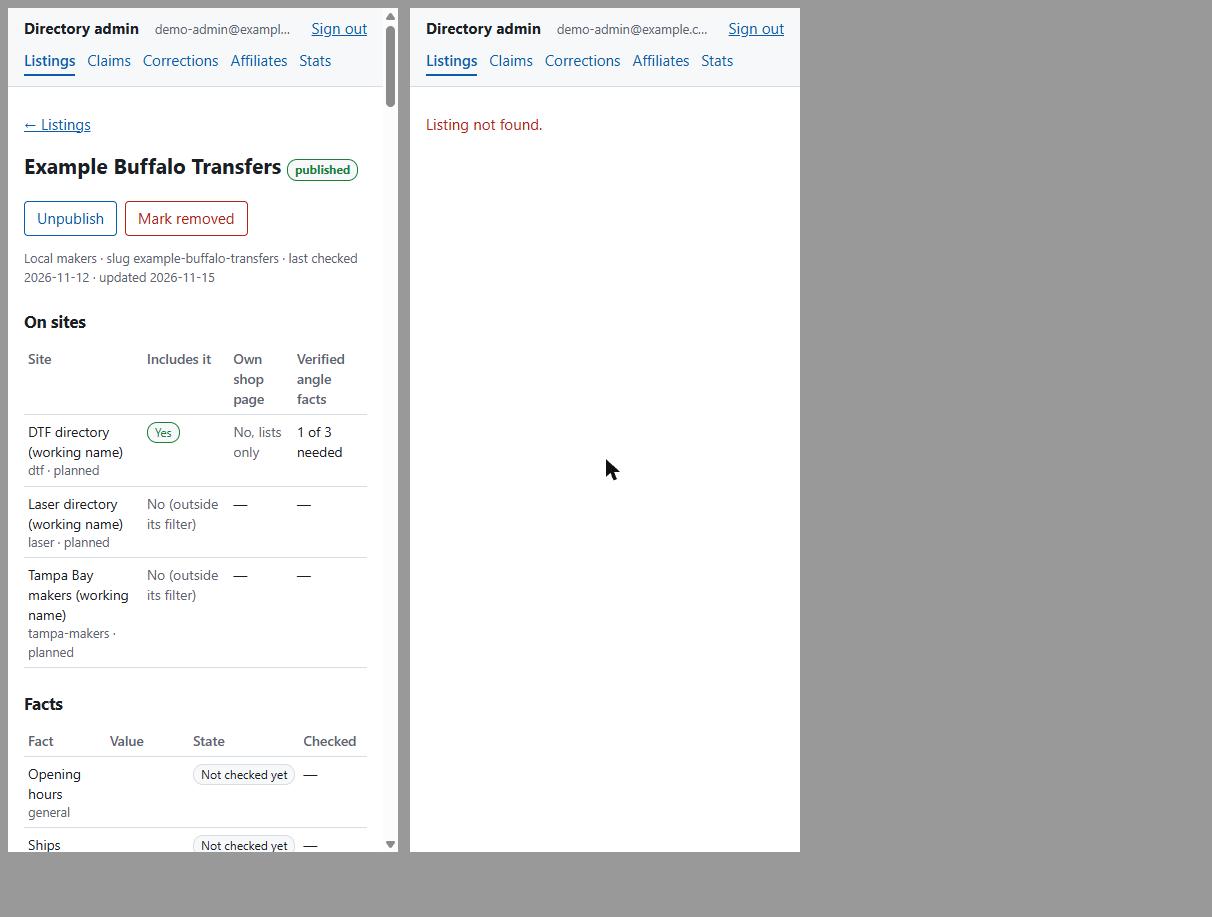 Directory admin demo-admin@exampl... Sign out
Listings Claims Corrections Affiliates Stats
← Listings
Example Buffalo Transfers published
Unpublish Mark removed
Local makers · slug example-buffalo-transfers · last checked
2026-11-12 · updated 2026-11-15
On sites
Site Includes it Own shop page Verified angle facts
DTF directory (working name) dtf · planned Yes No, lists only 1 of 3 needed
Laser directory (working name) laser · planned No (outside its filter) — —
Tampa Bay makers (working name) tampa-makers · planned No (outside its filter) — —
Facts
Fact Value State Checked
Opening hours general Not checked yet —
Ships Not checked yet —
Directory admin demo-admin@example.c... Sign out
Listings Claims Corrections Affiliates Stats
Listing not found.